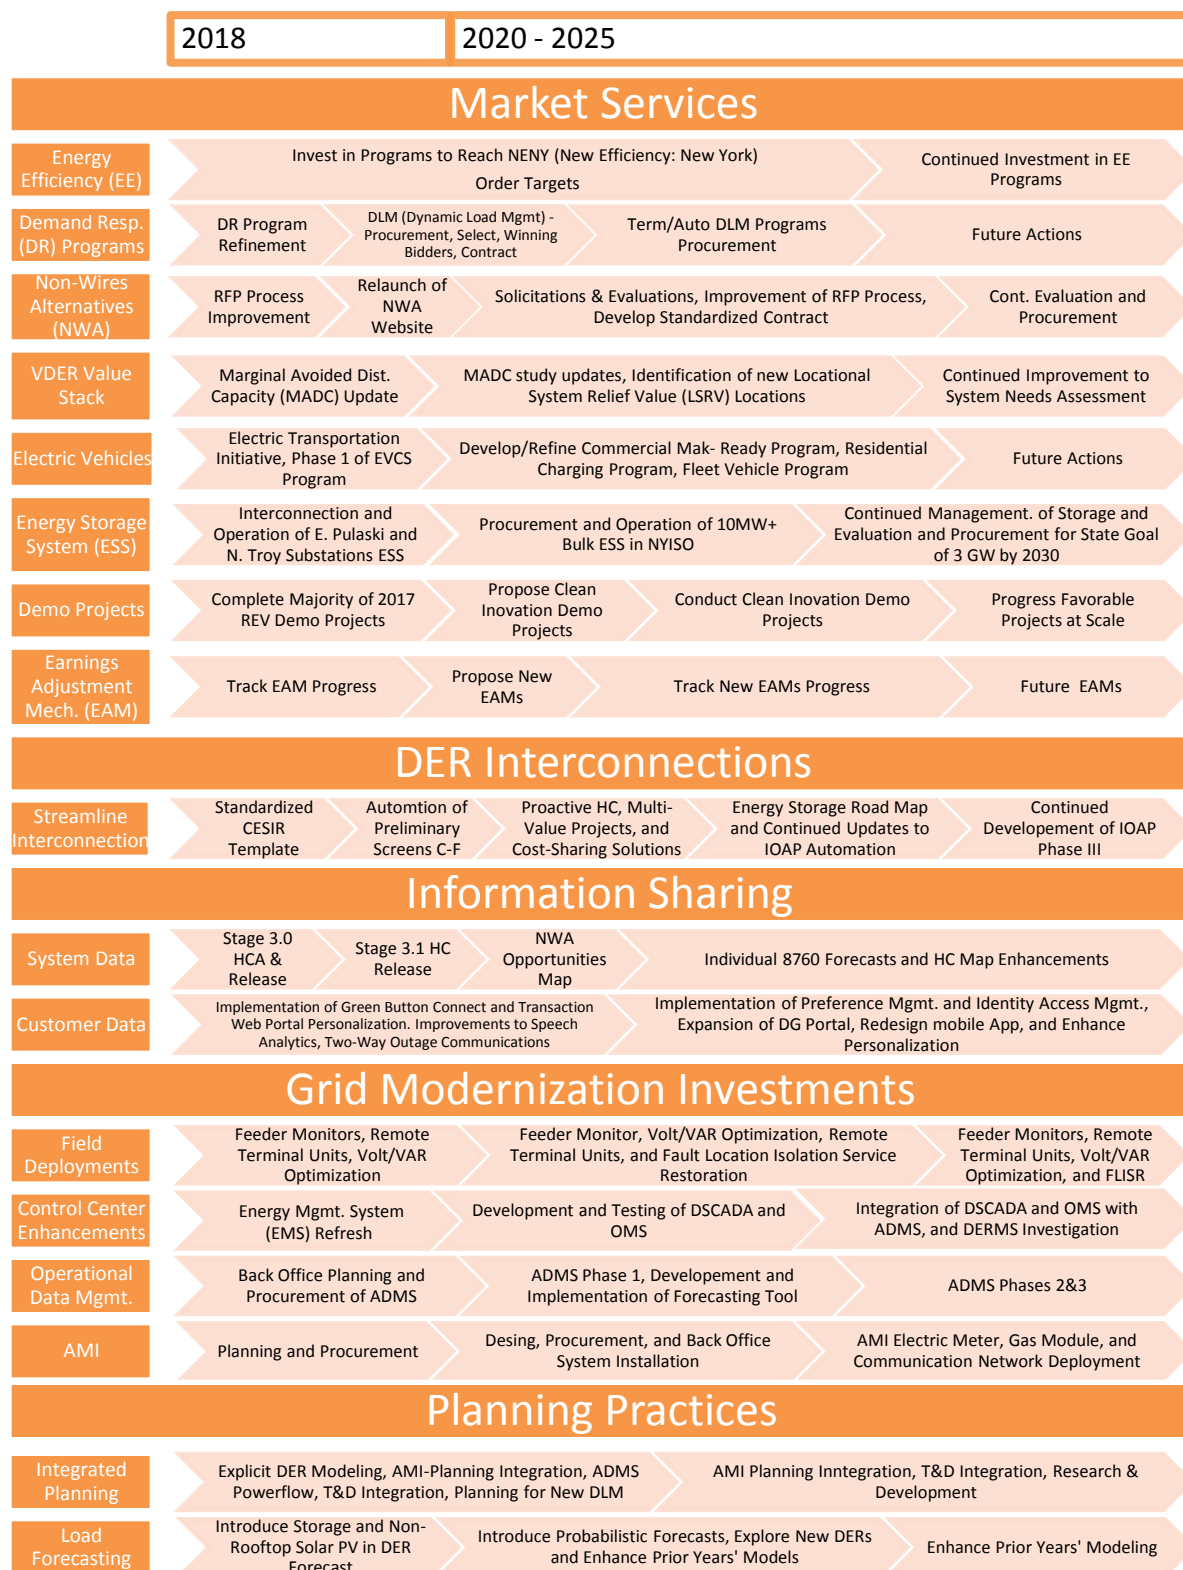 2018
2020 - 2025
Market Services
Energy
Efficiency (EE)
Invest in Programs to Reach NENY (New Efficiency: New York)
Order Targets
Continued Investment in EE
Programs
Demand Resp.
(DR) Programs
DR Program
Refinement
DLM (Dynamic Load Mgmt) -
Procurement, Select, Winning
Bidders, Contract
Term/Auto DLM Programs
Procurement
Future Actions
Non-Wires
Alternatives
(NWA)
RFP Process
Improvement
Relaunch of
NWA
Website
Solicitations & Evaluations, Improvement of RFP Process,
Develop Standardized Contract
Cont. Evaluation and
Procurement
VDER Value
Stack
Marginal Avoided Dist.
Capacity (MADC) Update
MADC study updates, Identification of new Locational
System Relief Value (LSRV) Locations
Continued Improvement to
System Needs Assessment
Electric Vehicles
Electric Transportation
Initiative, Phase 1 of EVCS
Program
Develop/Refine Commercial Mak- Ready Program, Residential
Charging Program, Fleet Vehicle Program
Future Actions
Energy Storage
System (ESS)
Interconnection and
Operation of E. Pulaski and
N. Troy Substations ESS
Procurement and Operation of 10MW+
Bulk ESS in NYISO
Continued Management. of Storage and
Evaluation and Procurement for State Goal
of 3 GW by 2030
Demo Projects
Complete Majority of 2017
REV Demo Projects
Propose Clean
Inovation Demo
Projects
Conduct Clean Inovation Demo
Projects
Progress Favorable
Projects at Scale
Earnings
Adjustment
Mech. (EAM)
Track EAM Progress
Propose New
EAMs
Track New EAMs Progress
Future EAMs
DER Interconnections
Streamline
Interconnection
Standardized
CESIR
Template
Automtion of
Preliminary
Screens C-F
Proactive HC, Multi-
Value Projects, and
Cost-Sharing Solutions
Energy Storage Road Map
and Continued Updates to
IOAP Automation
Continued
Developement of IOAP
Phase III
Information Sharing
System Data
Stage 3.0
HCA &
Release
Stage 3.1 HC
Release
NWA
Opportunities
Map
Individual 8760 Forecasts and HC Map Enhancements
Customer Data
Implementation of Green Button Connect and Transaction
Web Portal Personalization. Improvements to Speech
Analytics, Two-Way Outage Communications
Implementation of Preference Mgmt. and Identity Access Mgmt.,
Expansion of DG Portal, Redesign mobile App, and Enhance
Personalization
Grid Modernization Investments
Field
Deployments
Feeder Monitors, Remote
Terminal Units, Volt/VAR
Optimization
Feeder Monitor, Volt/VAR Optimization, Remote
Terminal Units, and Fault Location Isolation Service
Restoration
Feeder Monitors, Remote
Terminal Units, Volt/VAR
Optimization, and FLISR
Control Center
Enhancements
Energy Mgmt. System
(EMS) Refresh
Development and Testing of DSCADA and
OMS
Integration of DSCADA and OMS with
ADMS, and DERMS Investigation
Operational
Data Mgmt.
Back Office Planning and
Procurement of ADMS
ADMS Phase 1, Developement and
Implementation of Forecasting Tool
ADMS Phases 2&3
AMI
Planning and Procurement
Desing, Procurement, and Back Office
System Installation
AMI Electric Meter, Gas Module, and
Communication Network Deployment
Planning Practices
Integrated
Planning
Explicit DER Modeling, AMI-Planning Integration, ADMS
Powerflow, T&D Integration, Planning for New DLM
AMI Planning Inntegration, T&D Integration, Research &
Development
Load
Forecasting
Introduce Storage and Non-
Rooftop Solar PV in DER
Forecast
Introduce Probabilistic Forecasts, Explore New DERs
and Enhance Prior Years' Models
Enhance Prior Years' Modeling